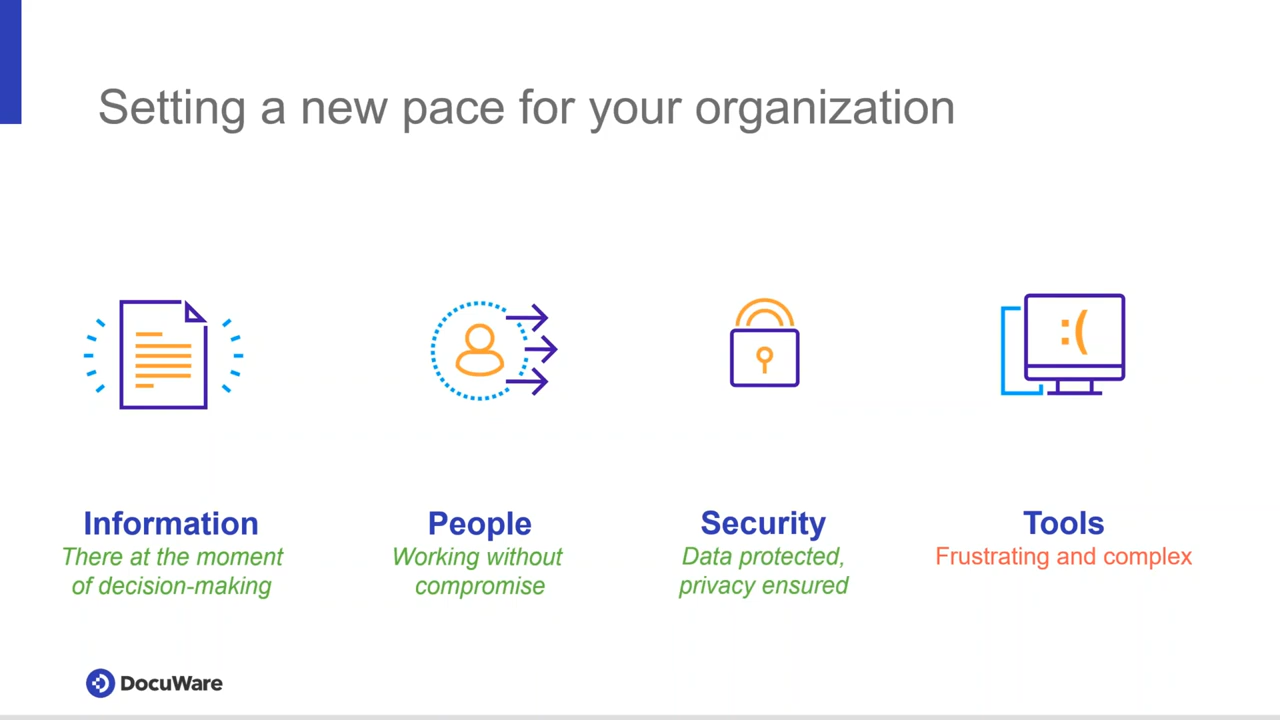 Setting a new pace for your organization
:(
Information
There at the moment
of decision-making
People
Working without
compromise
Security
Data protected,
privacy ensured
Tools
Frustrating and complex
DocuWare